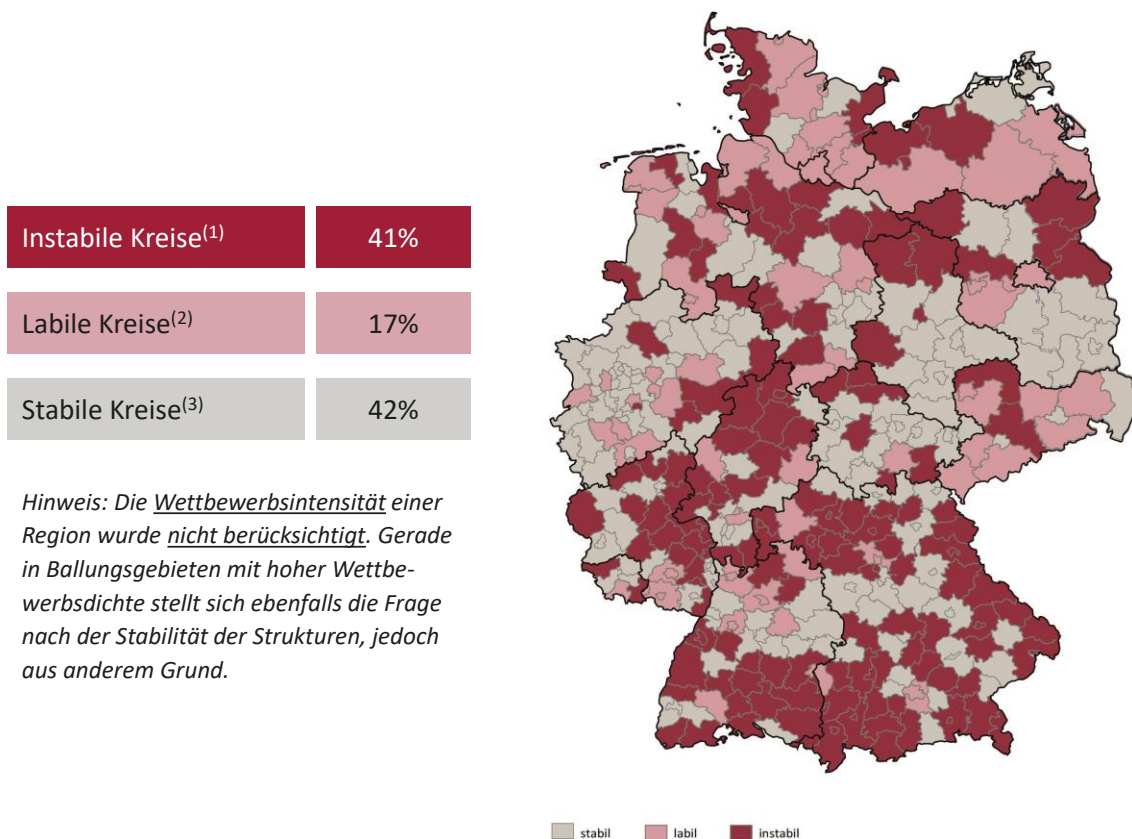 Instabile Kreise(1) 41%
Labile Kreise(2) 17%
Stabile Kreise(3) 42%
Hinweis: Die Wettbewerbsintensität einer
Region wurde nicht berücksichtigt. Gerade
in Ballungsgebieten mit hoher Wettbe-
werbsdichte stellt sich ebenfalls die Frage
nach der Stabilität der Strukturen, jedoch
aus anderem Grund.
stabil labil instabil